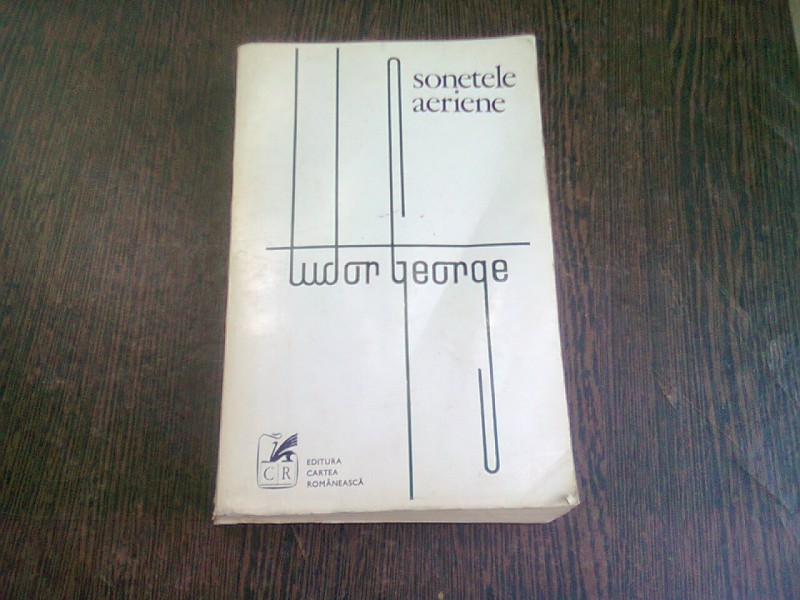 sonetele
aeriene
tudor george
CR
EDITURA
CARTEA
ROMÂNEASCĂ